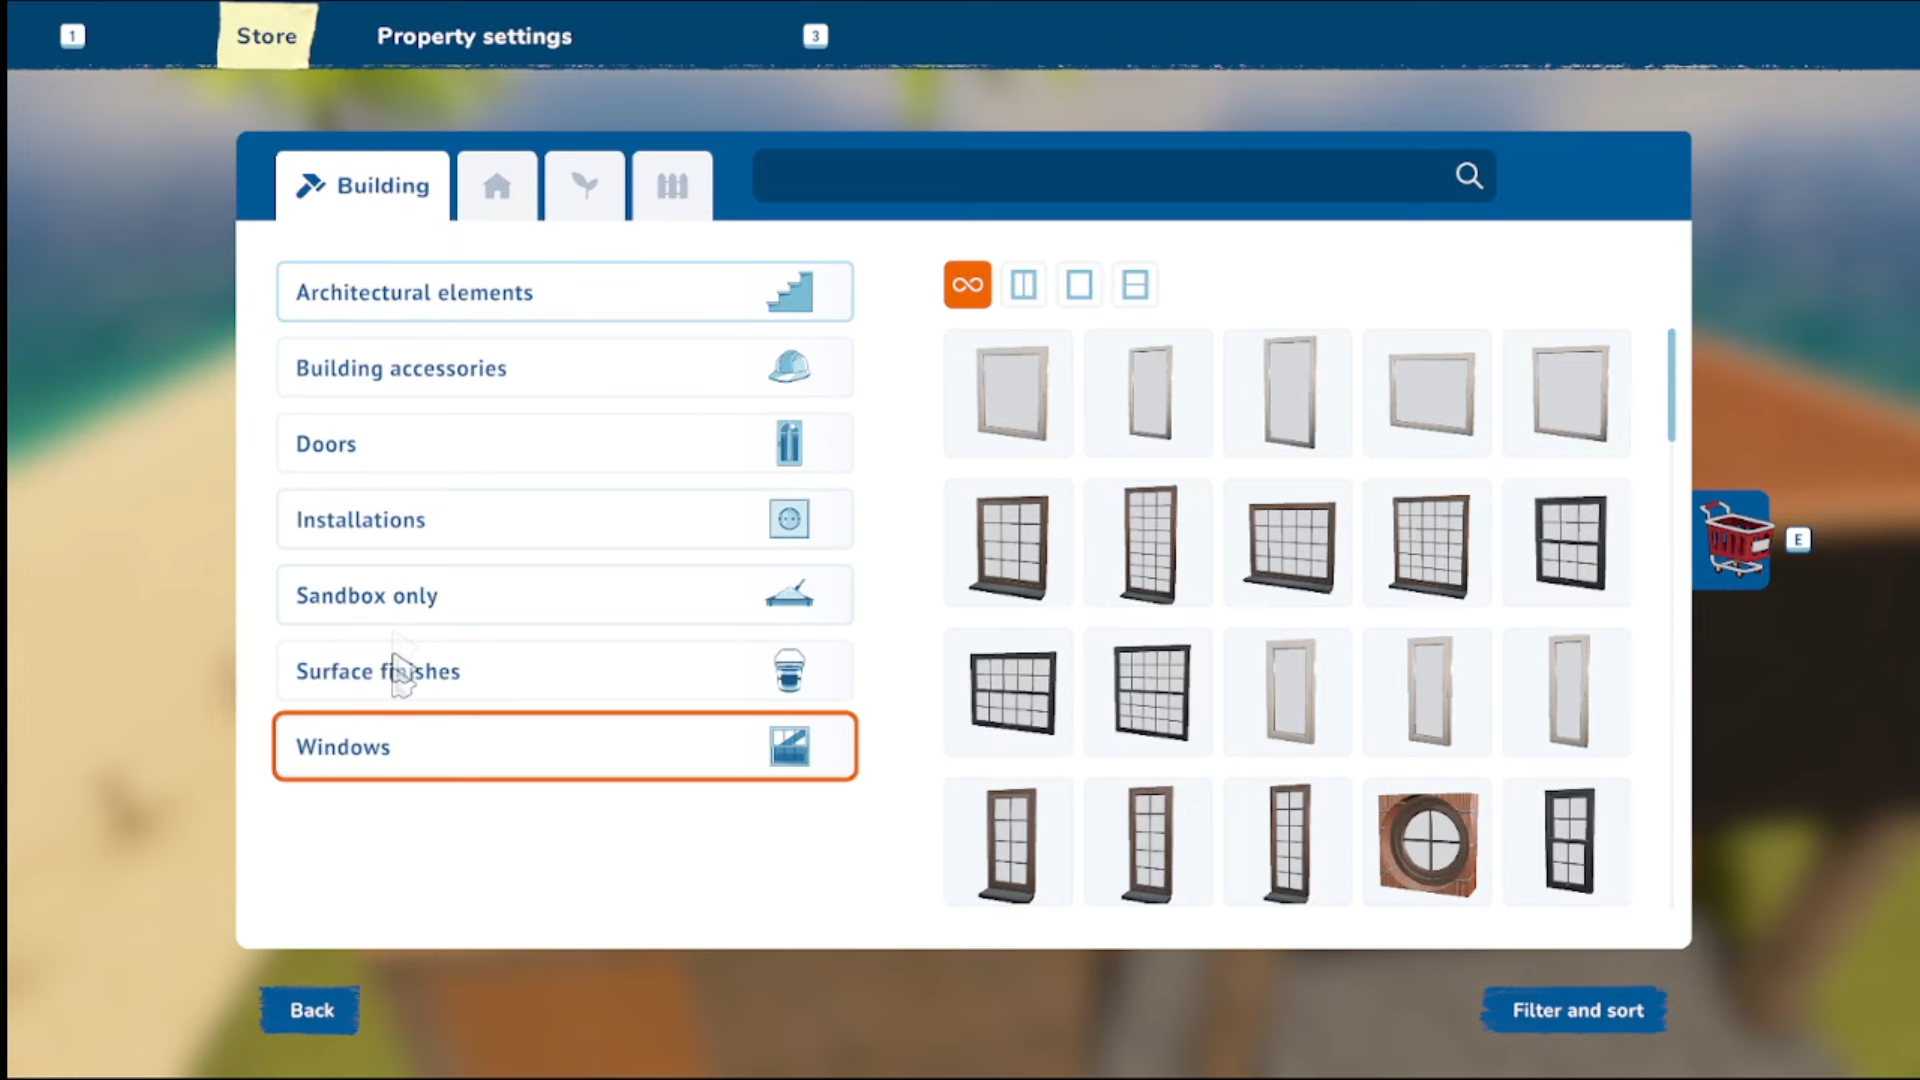 1
Store
Property settings
3
Building
Architectural elements
Building accessories
Doors
Installations
Sandbox only
Surface finishes
Windows
E
Back
Filter and sort